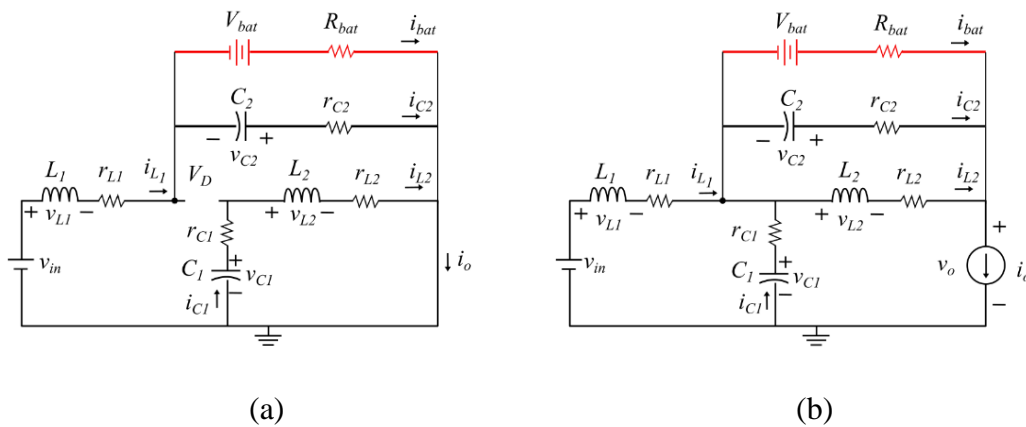 V_bat R_bat i_bat
C_2 r_C2 i_C2
− + v_C2
L_1 r_L1 i_L1 V_D L_2 r_L2 i_L2
+ v_L1 − + v_L2 −
r_C1
v_in C_1 + v_C1 i_o
i_C1 −
(a)
V_bat R_bat i_bat
C_2 r_C2 i_C2
− + v_C2
L_1 r_L1 i_L1 L_2 r_L2 i_L2
+ v_L1 − + v_L2 −
r_C1 +
v_in C_1 + v_C1 v_o i_o
i_C1 − −
(b)